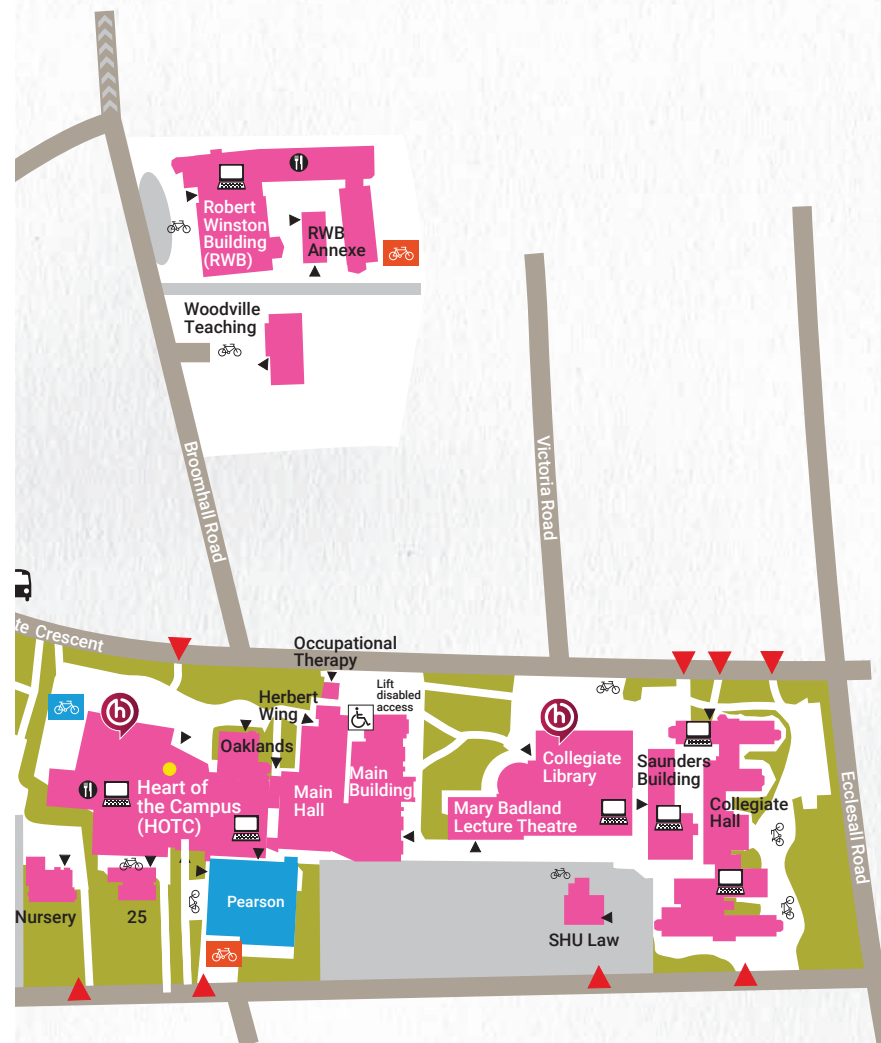 Robert
Winston
Building
(RWB)
RWB
Annexe
Woodville
Teaching
Broomhall Road
Victoria Road
te Crescent
Occupational
Therapy
Lift
disabled
access
Herbert
Wing
h
h
Oaklands
Main
Building
Main
Hall
Heart of
the Campus
(HOTC)
Collegiate
Library
Saunders
Building
Mary Badland
Lecture Theatre
Collegiate
Hall
Ecclesall Road
Nursery
25
Pearson
SHU Law